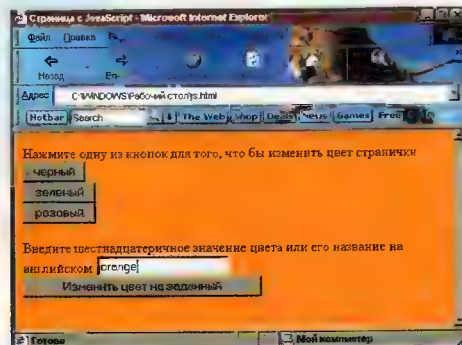 Страница с JavaScript - Microsoft Internet Explorer
Файл Правка
Назад
Адрес C:\WINDOWS\Рабочий стол\js.html
Hotbar Search The Web Shop Deals News Games Free
Нажмите одну из кнопок для того, что бы изменить цвет странички
черный
зеленый
розовый
Введите шестнадцатеричное значение цвета или его название на
английском orange
Изменить цвет на заданный
Готово Мой компьютер